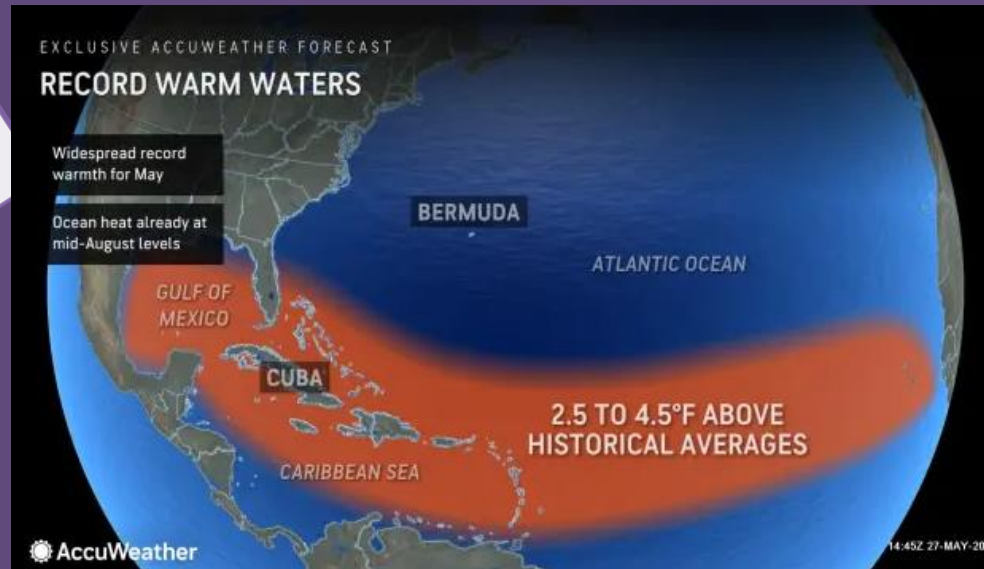 EXCLUSIVE ACCUWEATHER FORECAST
RECORD WARM WATERS
Widespread record
warmth for May
Ocean heat already at
mid-August levels
BERMUDA
ATLANTIC OCEAN
GULF OF
MEXICO
CUBA
2.5 TO 4.5°F ABOVE
HISTORICAL AVERAGES
CARIBBEAN SEA
AccuWeather
14:45Z 27-MAY-20